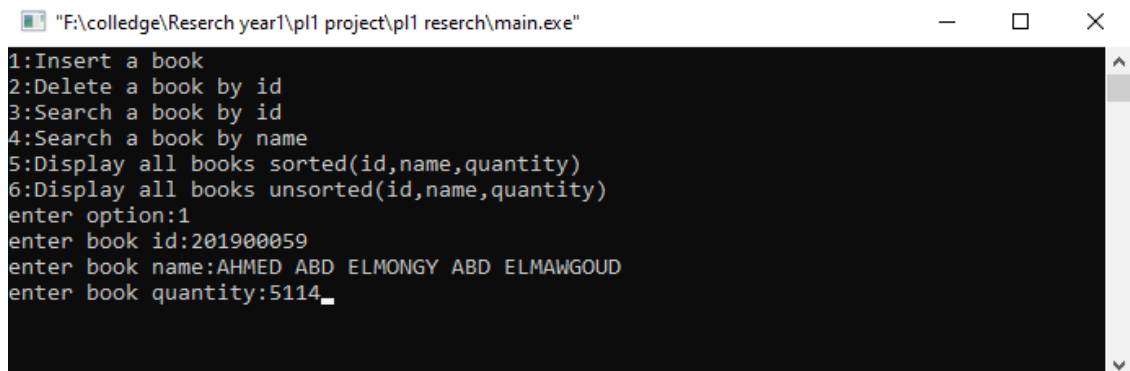 "F:\colledge\Reserch year1\pl1 project\pl1 reserch\main.exe"
1:Insert a book
2:Delete a book by id
3:Search a book by id
4:Search a book by name
5:Display all books sorted(id,name,quantity)
6:Display all books unsorted(id,name,quantity)
enter option:1
enter book id:201900059
enter book name:AHMED ABD ELMONGY ABD ELMAWGOUD
enter book quantity:5114